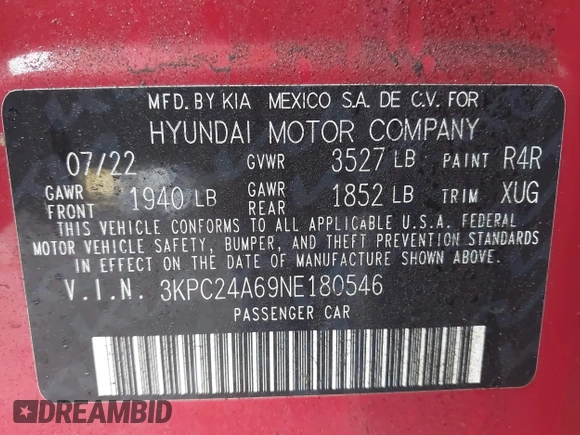 MFD. BY KIA MEXICO S.A. DE C.V. FOR
HYUNDAI MOTOR COMPANY
07/22 GVWR 3527 LB PAINT R4R
GAWR FRONT 1940 LB GAWR REAR 1852 LB TRIM XUG
THIS VEHICLE CONFORMS TO ALL APPLICABLE U.S.A. FEDERAL
MOTOR VEHICLE SAFETY, BUMPER, AND THEFT PREVENTION STANDARDS
IN EFFECT ON THE DATE OF MANUFACTURE SHOWN ABOVE.
V.I.N. 3KPC24A69NE180546
PASSENGER CAR
DREAMBID